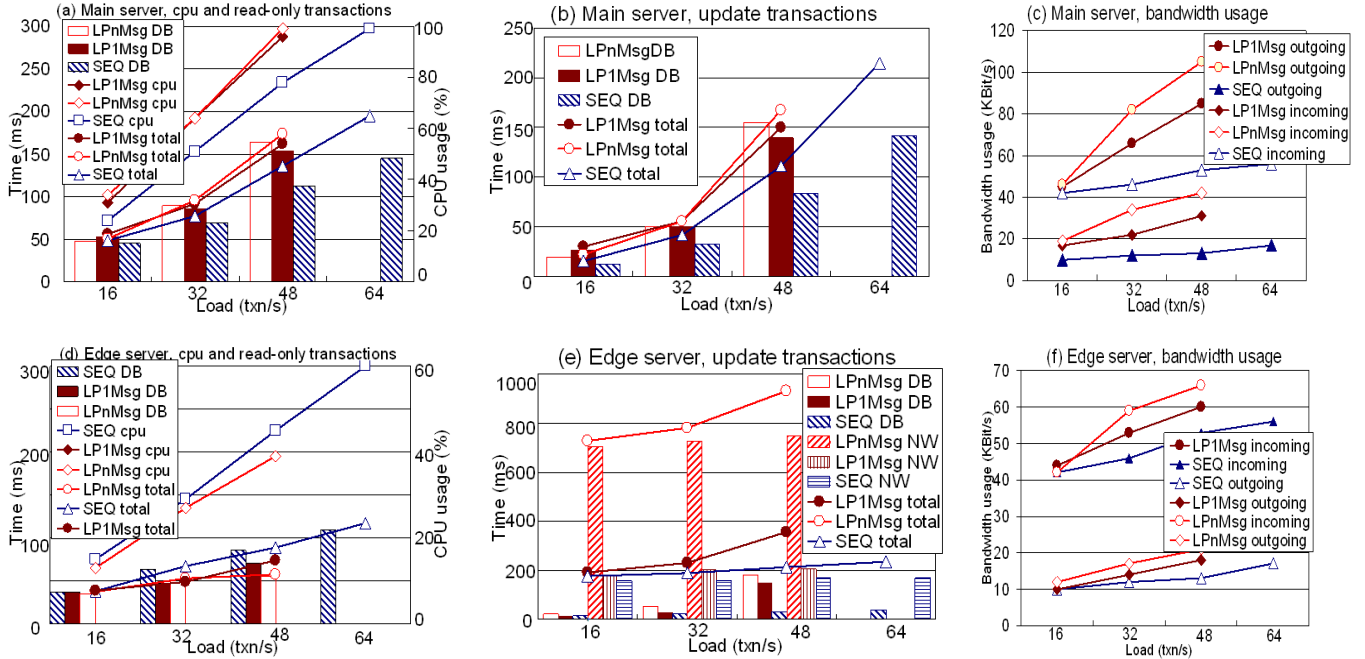 (a) Main server, cpu and read-only transactions
300
250
200
150
100
50
0
Time (ms)
LPnMsg DB
LP1Msg DB
SEQ DB
LP1Msg cpu
LPnMsg cpu
SEQ cpu
LP1Msg total
LPnMsg total
SEQ total
100
80
60
40
20
0
CPU usage (%)
16 32 48 64
Load (txn/s)
(b) Main server, update transactions
250
200
150
100
50
0
Time (ms)
LPnMsgDB
LP1Msg DB
SEQ DB
LP1Msg total
LPnMsg total
SEQ total
16 32 48 64
Load (txn/s)
(c) Main server, bandwidth usage
120
100
80
60
40
20
0
Bandwidth usage (KBit/s)
LP1Msg outgoing
LPnMsg outgoing
SEQ outgoing
LP1Msg incoming
LPnMsg incoming
SEQ incoming
16 32 48 64
Load (txn/s)
(d) Edge server, cpu and read-only transactions
300
200
100
0
Time (ms)
SEQ DB
LP1Msg DB
LPnMsg DB
SEQ cpu
LP1Msg cpu
LPnMsg cpu
LPnMsg total
SEQ total
LP1Msg total
60
40
20
0
CPU usage (%)
16 32 48 64
Load (txn/s)
(e) Edge server, update transactions
1000
800
600
400
200
0
Time (ms)
LPnMsg DB
LP1Msg DB
SEQ DB
LPnMsg NW
LP1Msg NW
SEQ NW
LP1Msg total
LPnMsg total
SEQ total
16 32 48 64
Load (txn/s)
(f) Edge server, bandwidth usage
70
60
50
40
30
20
10
0
Bandwidth usage (KBit/s)
LP1Msg incoming
SEQ incoming
SEQ outgoing
LP1Msg outgoing
LPnMsg incoming
LPnMsg outgoing
16 32 48 64
Load (txn/s)